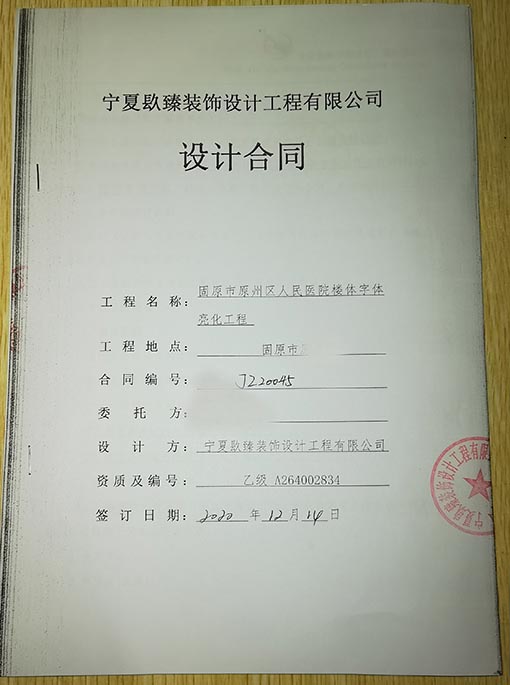 宁夏臤臻装饰设计工程有限公司
设计合同
工程名称：固原市原州区人民医院楼体字体
亮化工程
工程地点：固原市
合同编号：JZ20045
委托方：
设计方：宁夏臤臻装饰设计工程有限公司
资质及编号：乙级 A264002834
签订日期：2020 年 12 月 14 日